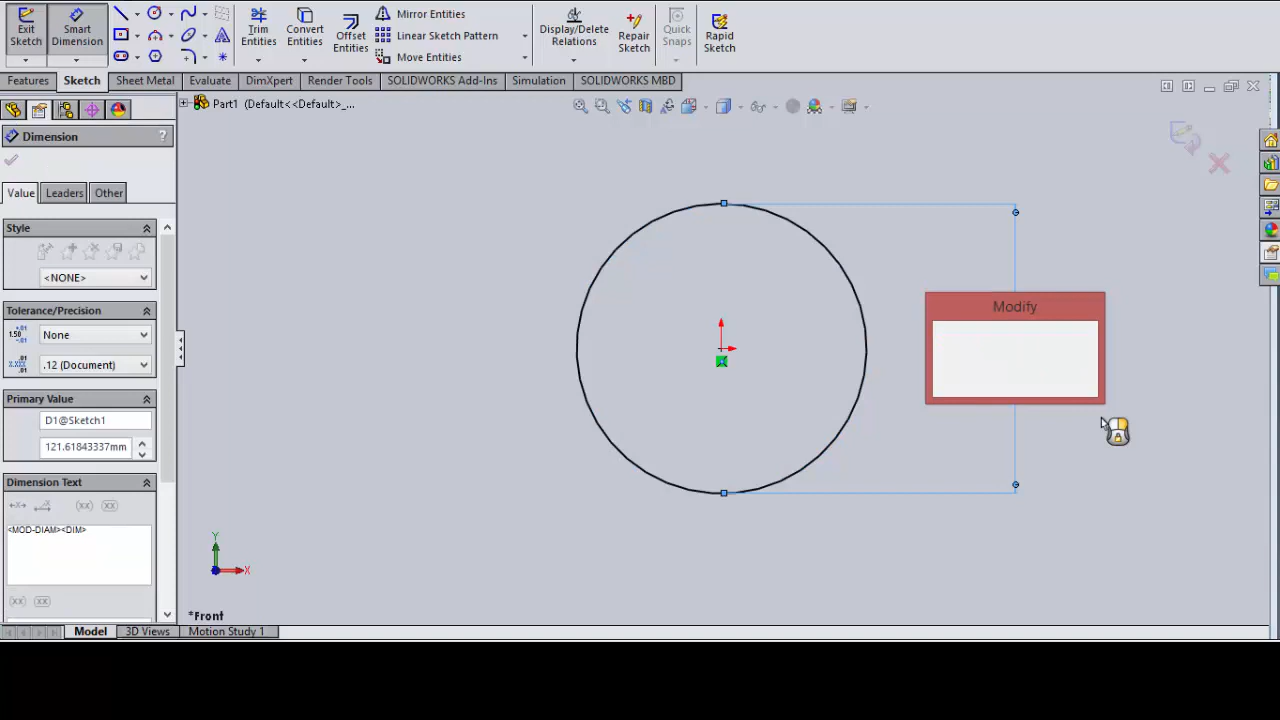 Exit Sketch
Smart Dimension
Trim Entities
Convert Entities
Offset Entities
Mirror Entities
Linear Sketch Pattern
Move Entities
Display/Delete Relations
Repair Sketch
Quick Snaps
Rapid Sketch
Features Sketch Sheet Metal Evaluate DimXpert Render Tools SOLIDWORKS Add-Ins Simulation SOLIDWORKS MBD
Part1 (Default<<Default>_...
Dimension ?
Value Leaders Other
Style
<NONE>
Tolerance/Precision
None
.12 (Document)
Primary Value
D1@Sketch1
121.61843337mm
Dimension Text
<MOD-DIAM><DIM>
(xx) (xx)
Modify
Y
X
*Front
Model 3D Views Motion Study 1